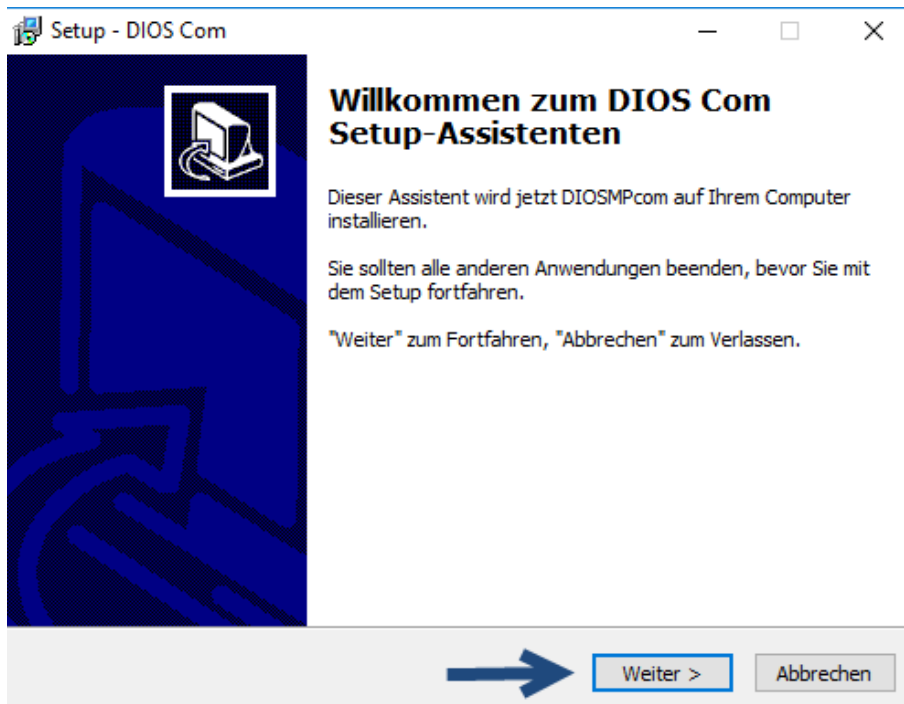 Setup - DIOS Com
Willkommen zum DIOS Com
Setup-Assistenten
Dieser Assistent wird jetzt DIOSMPcom auf Ihrem Computer
installieren.
Sie sollten alle anderen Anwendungen beenden, bevor Sie mit
dem Setup fortfahren.
"Weiter" zum Fortfahren, "Abbrechen" zum Verlassen.
Weiter >
Abbrechen